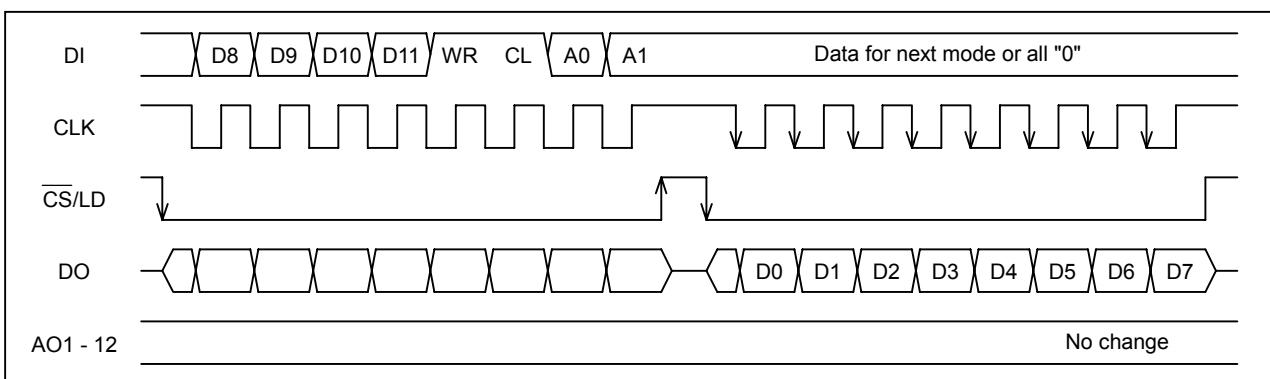 DI D8 D9 D10 D11 WR CL A0 A1 Data for next mode or all "0"
CLK
C̅S̅/LD
DO D0 D1 D2 D3 D4 D5 D6 D7
AO1 - 12 No change